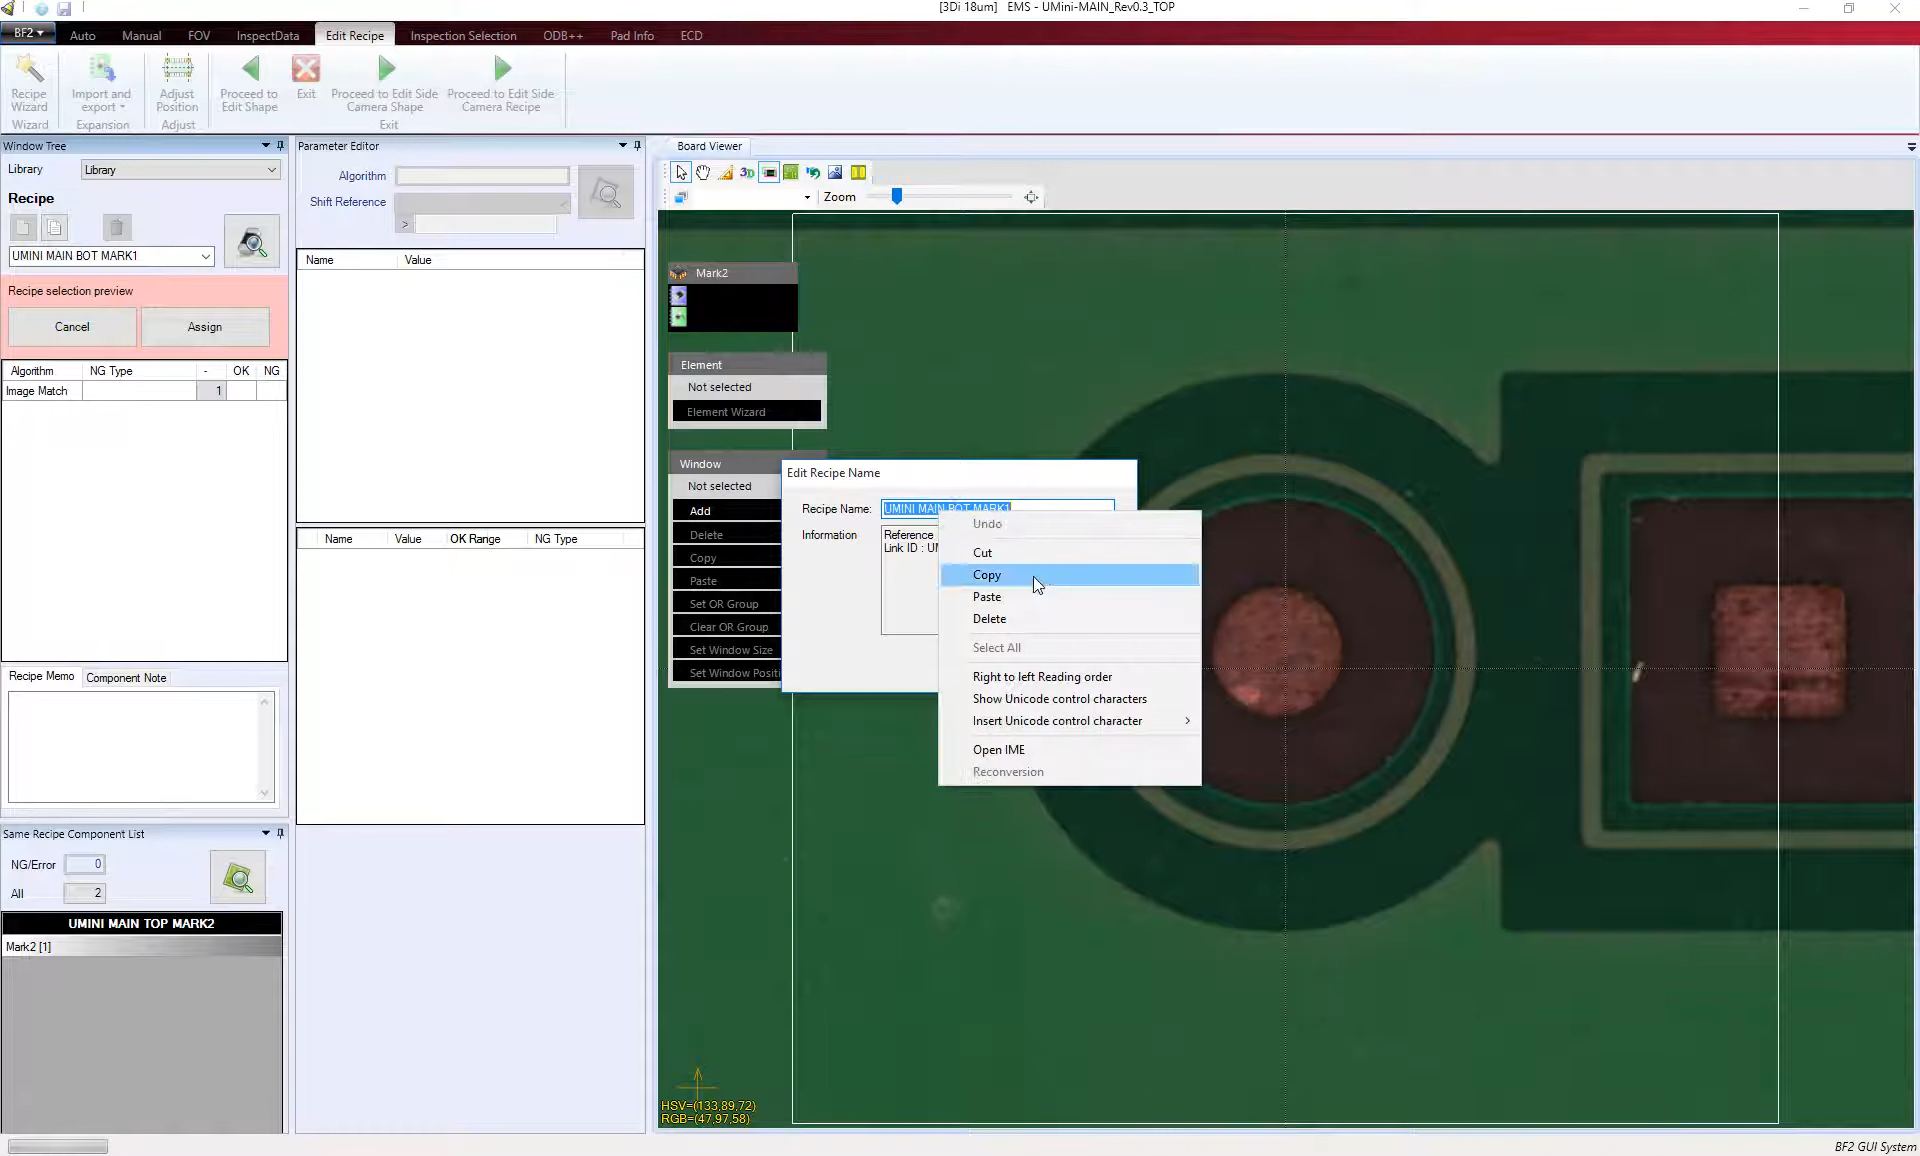 [3Di 18um] EMS - UMini-MAIN_Rev0.3_TOP
BF2
Auto
Manual
FOV
InspectData
Edit Recipe
Inspection Selection
ODB++
Pad Info
ECD
Recipe
Wizard
Import and
export
Adjust
Position
Proceed to
Edit Shape
Exit
Proceed to Edit Side
Camera Shape
Proceed to Edit Side
Camera Recipe
Wizard
Expansion
Adjust
Exit
Window Tree
Library
Library
Recipe
UMINI MAIN BOT MARK1
Recipe selection preview
Cancel
Assign
Algorithm NG Type - OK NG
Image Match 1
Recipe Memo
Component Note
Same Recipe Component List
NG/Error 0
All 2
UMINI MAIN TOP MARK2
Mark2 [1]
Parameter Editor
Algorithm
Shift Reference
>
Name Value
Name Value OK Range NG Type
Board Viewer
3D
Zoom
Mark2
Element
Not selected
Element Wizard
Window
Not selected
Add
Delete
Copy
Paste
Set OR Group
Clear OR Group
Set Window Size
Set Window Positi
Edit Recipe Name
Recipe Name: UMINI MAIN BOT MARK1
Information
Reference
Link ID : UM
Undo
Cut
Copy
Paste
Delete
Select All
Right to left Reading order
Show Unicode control characters
Insert Unicode control character
Open IME
Reconversion
HSV=(133,89,72)
RGB=(47,97,58)
BF2 GUI System